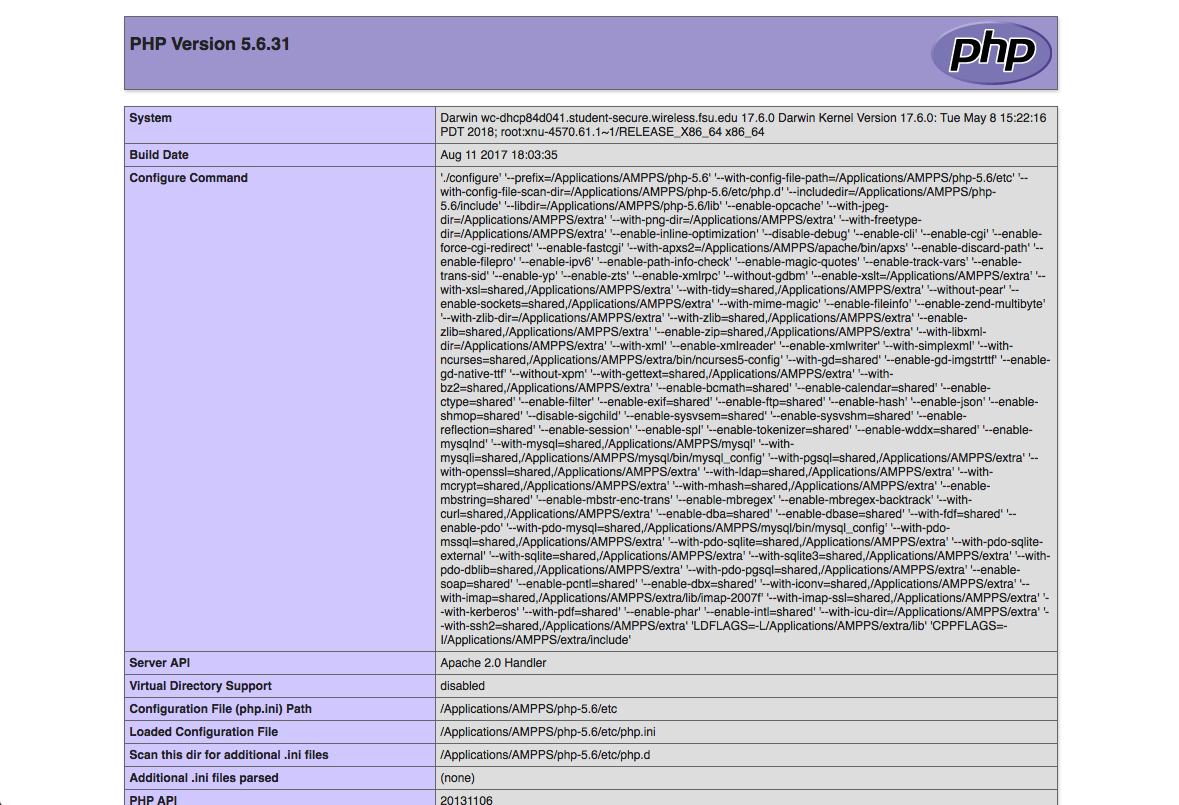 PHP Version 5.6.31
php
System
Darwin wc-dhcp84d041.student-secure.wireless.fsu.edu 17.6.0 Darwin Kernel Version 17.6.0: Tue May 8 15:22:16
PDT 2018; root:xnu-4570.61.1~1/RELEASE_X86_64 x86_64
Build Date
Aug 11 2017 18:03:35
Configure Command
'./configure' '--prefix=/Applications/AMPPS/php-5.6' '--with-config-file-path=/Applications/AMPPS/php-5.6/etc' '--
with-config-file-scan-dir=/Applications/AMPPS/php-5.6/etc/php.d' '--includedir=/Applications/AMPPS/php-
5.6/include' '--libdir=/Applications/AMPPS/php-5.6/lib' '--enable-opcache' '--with-jpeg-
dir=/Applications/AMPPS/extra' '--with-png-dir=/Applications/AMPPS/extra' '--with-freetype-
dir=/Applications/AMPPS/extra' '--enable-inline-optimization' '--disable-debug' '--enable-cli' '--enable-cgi' '--enable-
force-cgi-redirect' '--enable-fastcgi' '--with-apxs2=/Applications/AMPPS/apache/bin/apxs' '--enable-discard-path' '--
enable-filepro' '--enable-ipv6' '--enable-path-info-check' '--enable-magic-quotes' '--enable-track-vars' '--enable-
trans-sid' '--enable-yp' '--enable-zts' '--enable-xmlrpc' '--without-gdbm' '--enable-xslt=/Applications/AMPPS/extra' '--
with-xsl=shared,/Applications/AMPPS/extra' '--with-tidy=shared,/Applications/AMPPS/extra' '--without-pear' '--
enable-sockets=shared,/Applications/AMPPS/extra' '--with-mime-magic' '--enable-fileinfo' '--enable-zend-multibyte'
'--with-zlib-dir=/Applications/AMPPS/extra' '--with-zlib=shared,/Applications/AMPPS/extra' '--enable-
zlib=shared,/Applications/AMPPS/extra' '--enable-zip=shared,/Applications/AMPPS/extra' '--with-libxml-
dir=/Applications/AMPPS/extra' '--with-xml' '--enable-xmlreader' '--enable-xmlwriter' '--with-simplexml' '--with-
ncurses=shared,/Applications/AMPPS/extra/bin/ncurses5-config' '--with-gd=shared' '--enable-gd-imgstrttf' '--enable-
gd-native-ttf' '--without-xpm' '--with-gettext=shared,/Applications/AMPPS/extra' '--with-
bz2=shared,/Applications/AMPPS/extra' '--enable-bcmath=shared' '--enable-calendar=shared' '--enable-
ctype=shared' '--enable-filter' '--enable-exif=shared' '--enable-ftp=shared' '--enable-hash' '--enable-json' '--enable-
shmop=shared' '--disable-sigchild' '--enable-sysvsem=shared' '--enable-sysvshm=shared' '--enable-
reflection=shared' '--enable-session' '--enable-spl' '--enable-tokenizer=shared' '--enable-wddx=shared' '--enable-
mysqlnd' '--with-mysql=shared,/Applications/AMPPS/mysql' '--with-
mysqli=shared,/Applications/AMPPS/mysql/bin/mysql_config' '--with-pgsql=shared,/Applications/AMPPS/extra' '--
with-openssl=shared,/Applications/AMPPS/extra' '--with-ldap=shared,/Applications/AMPPS/extra' '--with-
mcrypt=shared,/Applications/AMPPS/extra' '--with-mhash=shared,/Applications/AMPPS/extra' '--enable-
mbstring=shared' '--enable-mbstr-enc-trans' '--enable-mbregex' '--enable-mbregex-backtrack' '--with-
curl=shared,/Applications/AMPPS/extra' '--enable-dba=shared' '--enable-dbase=shared' '--with-fdf=shared' '--
enable-pdo' '--with-pdo-mysql=shared,/Applications/AMPPS/mysql/bin/mysql_config' '--with-pdo-
mssql=shared,/Applications/AMPPS/extra' '--with-pdo-sqlite=shared,/Applications/AMPPS/extra' '--with-pdo-sqlite-
external' '--with-sqlite=shared,/Applications/AMPPS/extra' '--with-sqlite3=shared,/Applications/AMPPS/extra' '--with-
pdo-dblib=shared,/Applications/AMPPS/extra' '--with-pdo-pgsql=shared,/Applications/AMPPS/extra' '--enable-
soap=shared' '--enable-pcntl=shared' '--enable-dbx=shared' '--with-iconv=shared,/Applications/AMPPS/extra' '--
with-imap=shared,/Applications/AMPPS/extra/lib/imap-2007f' '--with-imap-ssl=shared,/Applications/AMPPS/extra' '-
-with-kerberos' '--with-pdf=shared' '--enable-phar' '--enable-intl=shared' '--with-icu-dir=/Applications/AMPPS/extra' '-
-with-ssh2=shared,/Applications/AMPPS/extra' 'LDFLAGS=-L/Applications/AMPPS/extra/lib' 'CPPFLAGS=-
I/Applications/AMPPS/extra/include'
Server API
Apache 2.0 Handler
Virtual Directory Support
disabled
Configuration File (php.ini) Path
/Applications/AMPPS/php-5.6/etc
Loaded Configuration File
/Applications/AMPPS/php-5.6/etc/php.ini
Scan this dir for additional .ini files
/Applications/AMPPS/php-5.6/etc/php.d
Additional .ini files parsed
(none)
PHP API
20131106